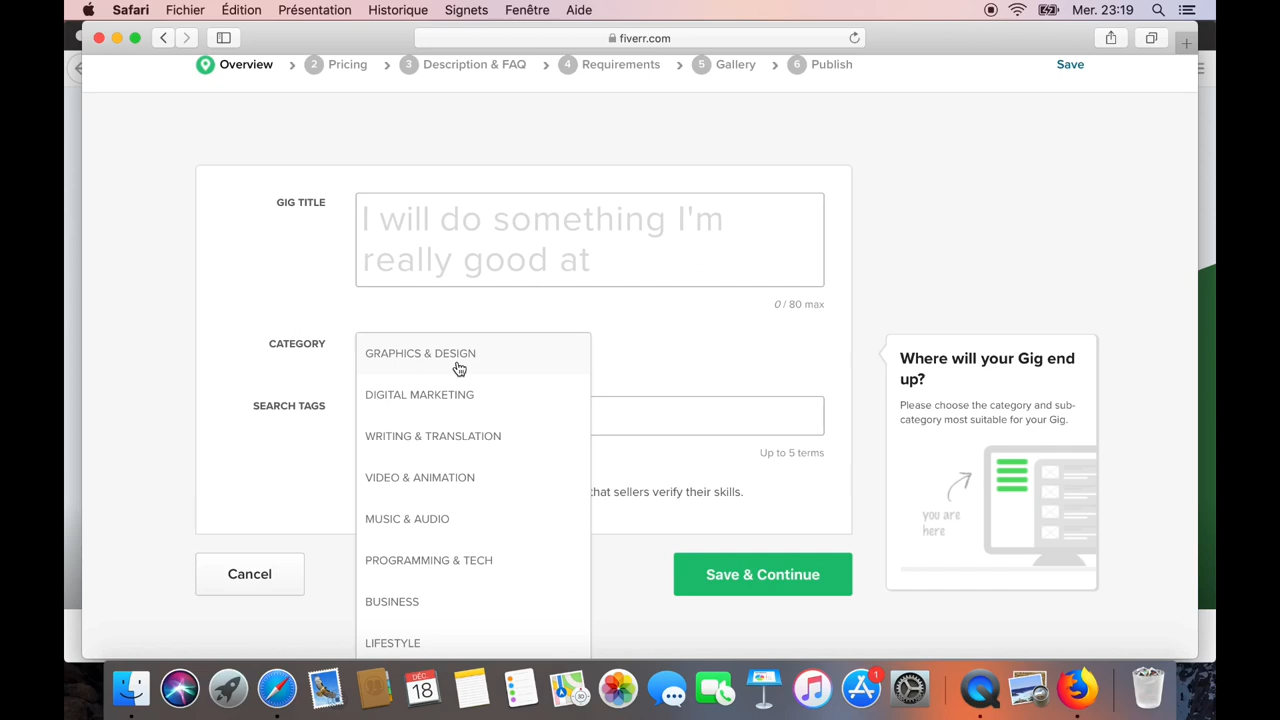 Safari Fichier Édition Présentation Historique Signets Fenêtre Aide Mer. 23:19
fiverr.com
Overview 2 Pricing 3 Description & FAQ 4 Requirements 5 Gallery 6 Publish Save
GIG TITLE
I will do something I'm
really good at
0 / 80 max
CATEGORY
GRAPHICS & DESIGN
DIGITAL MARKETING
WRITING & TRANSLATION
VIDEO & ANIMATION
MUSIC & AUDIO
PROGRAMMING & TECH
BUSINESS
LIFESTYLE
SEARCH TAGS
Up to 5 terms
that sellers verify their skills.
Cancel
Save & Continue
Where will your Gig end
up?
Please choose the category and sub-
category most suitable for your Gig.
you are
here
DÉC
18
1